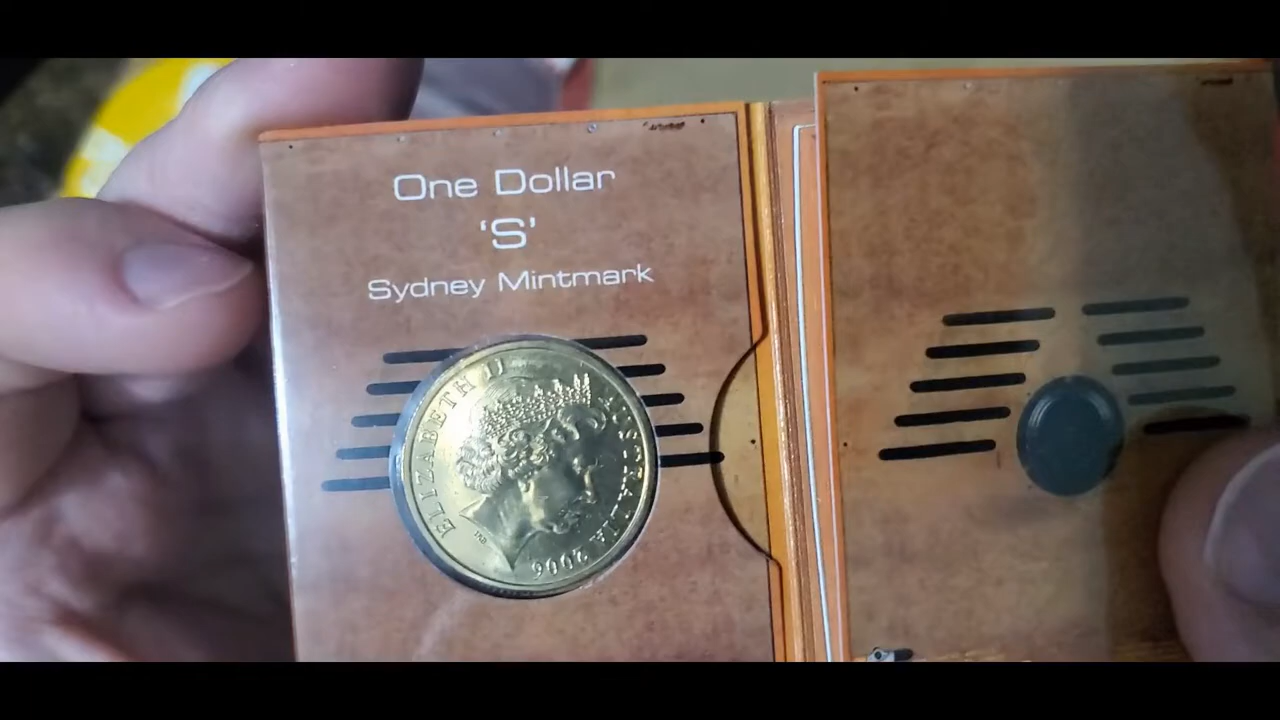 One Dollar
‘S’
Sydney Mintmark
ELIZABETH II AUSTRALIA 2006